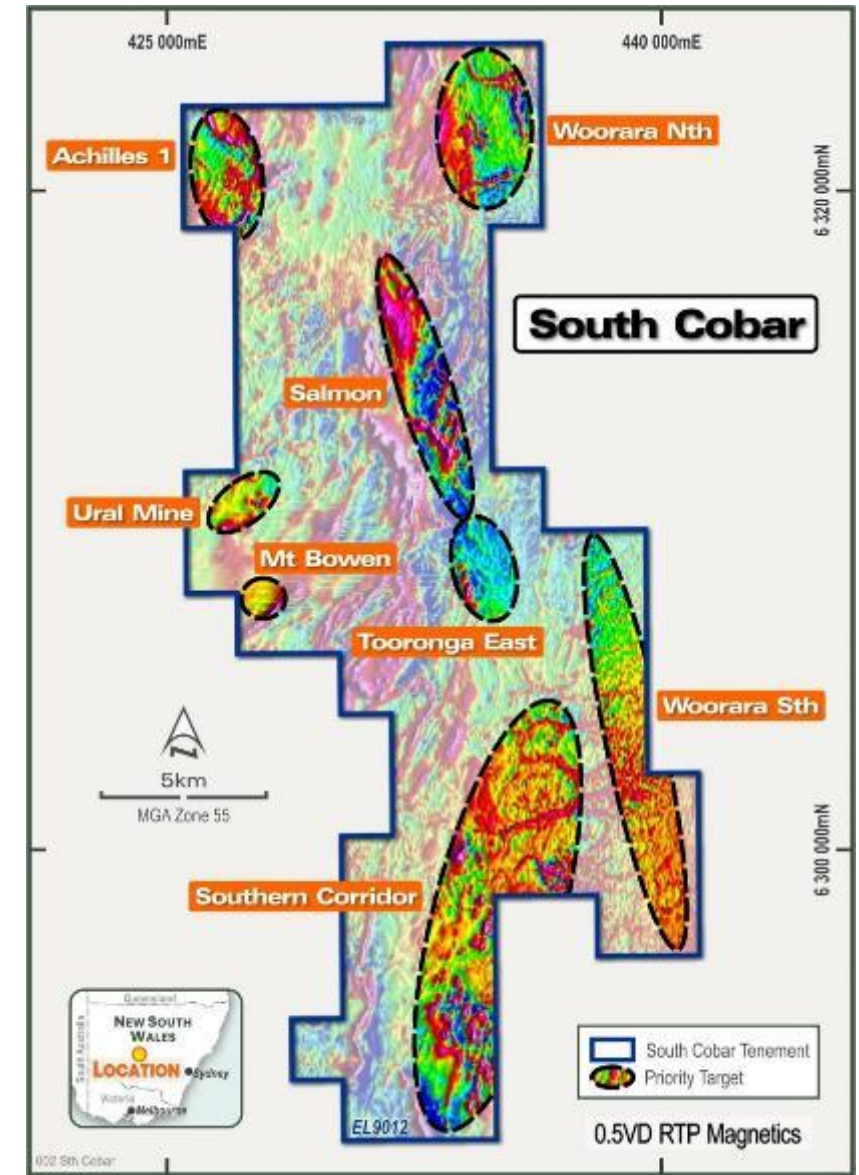 425 000mE
440 000mE
Achilles 1
Woorara Nth
6 320 000mN
South Cobar
Salmon
Ural Mine
Mt Bowen
Tooronga East
Woorara Sth
N
5km
MGA Zone 55
6 300 000mN
Southern Corridor
Queensland
NEW SOUTH
WALES
South Australia
LOCATION
Sydney
Victoria
Melbourne
South Cobar Tenement
Priority Target
EL9012
0.5VD RTP Magnetics
002 Sth Cobar